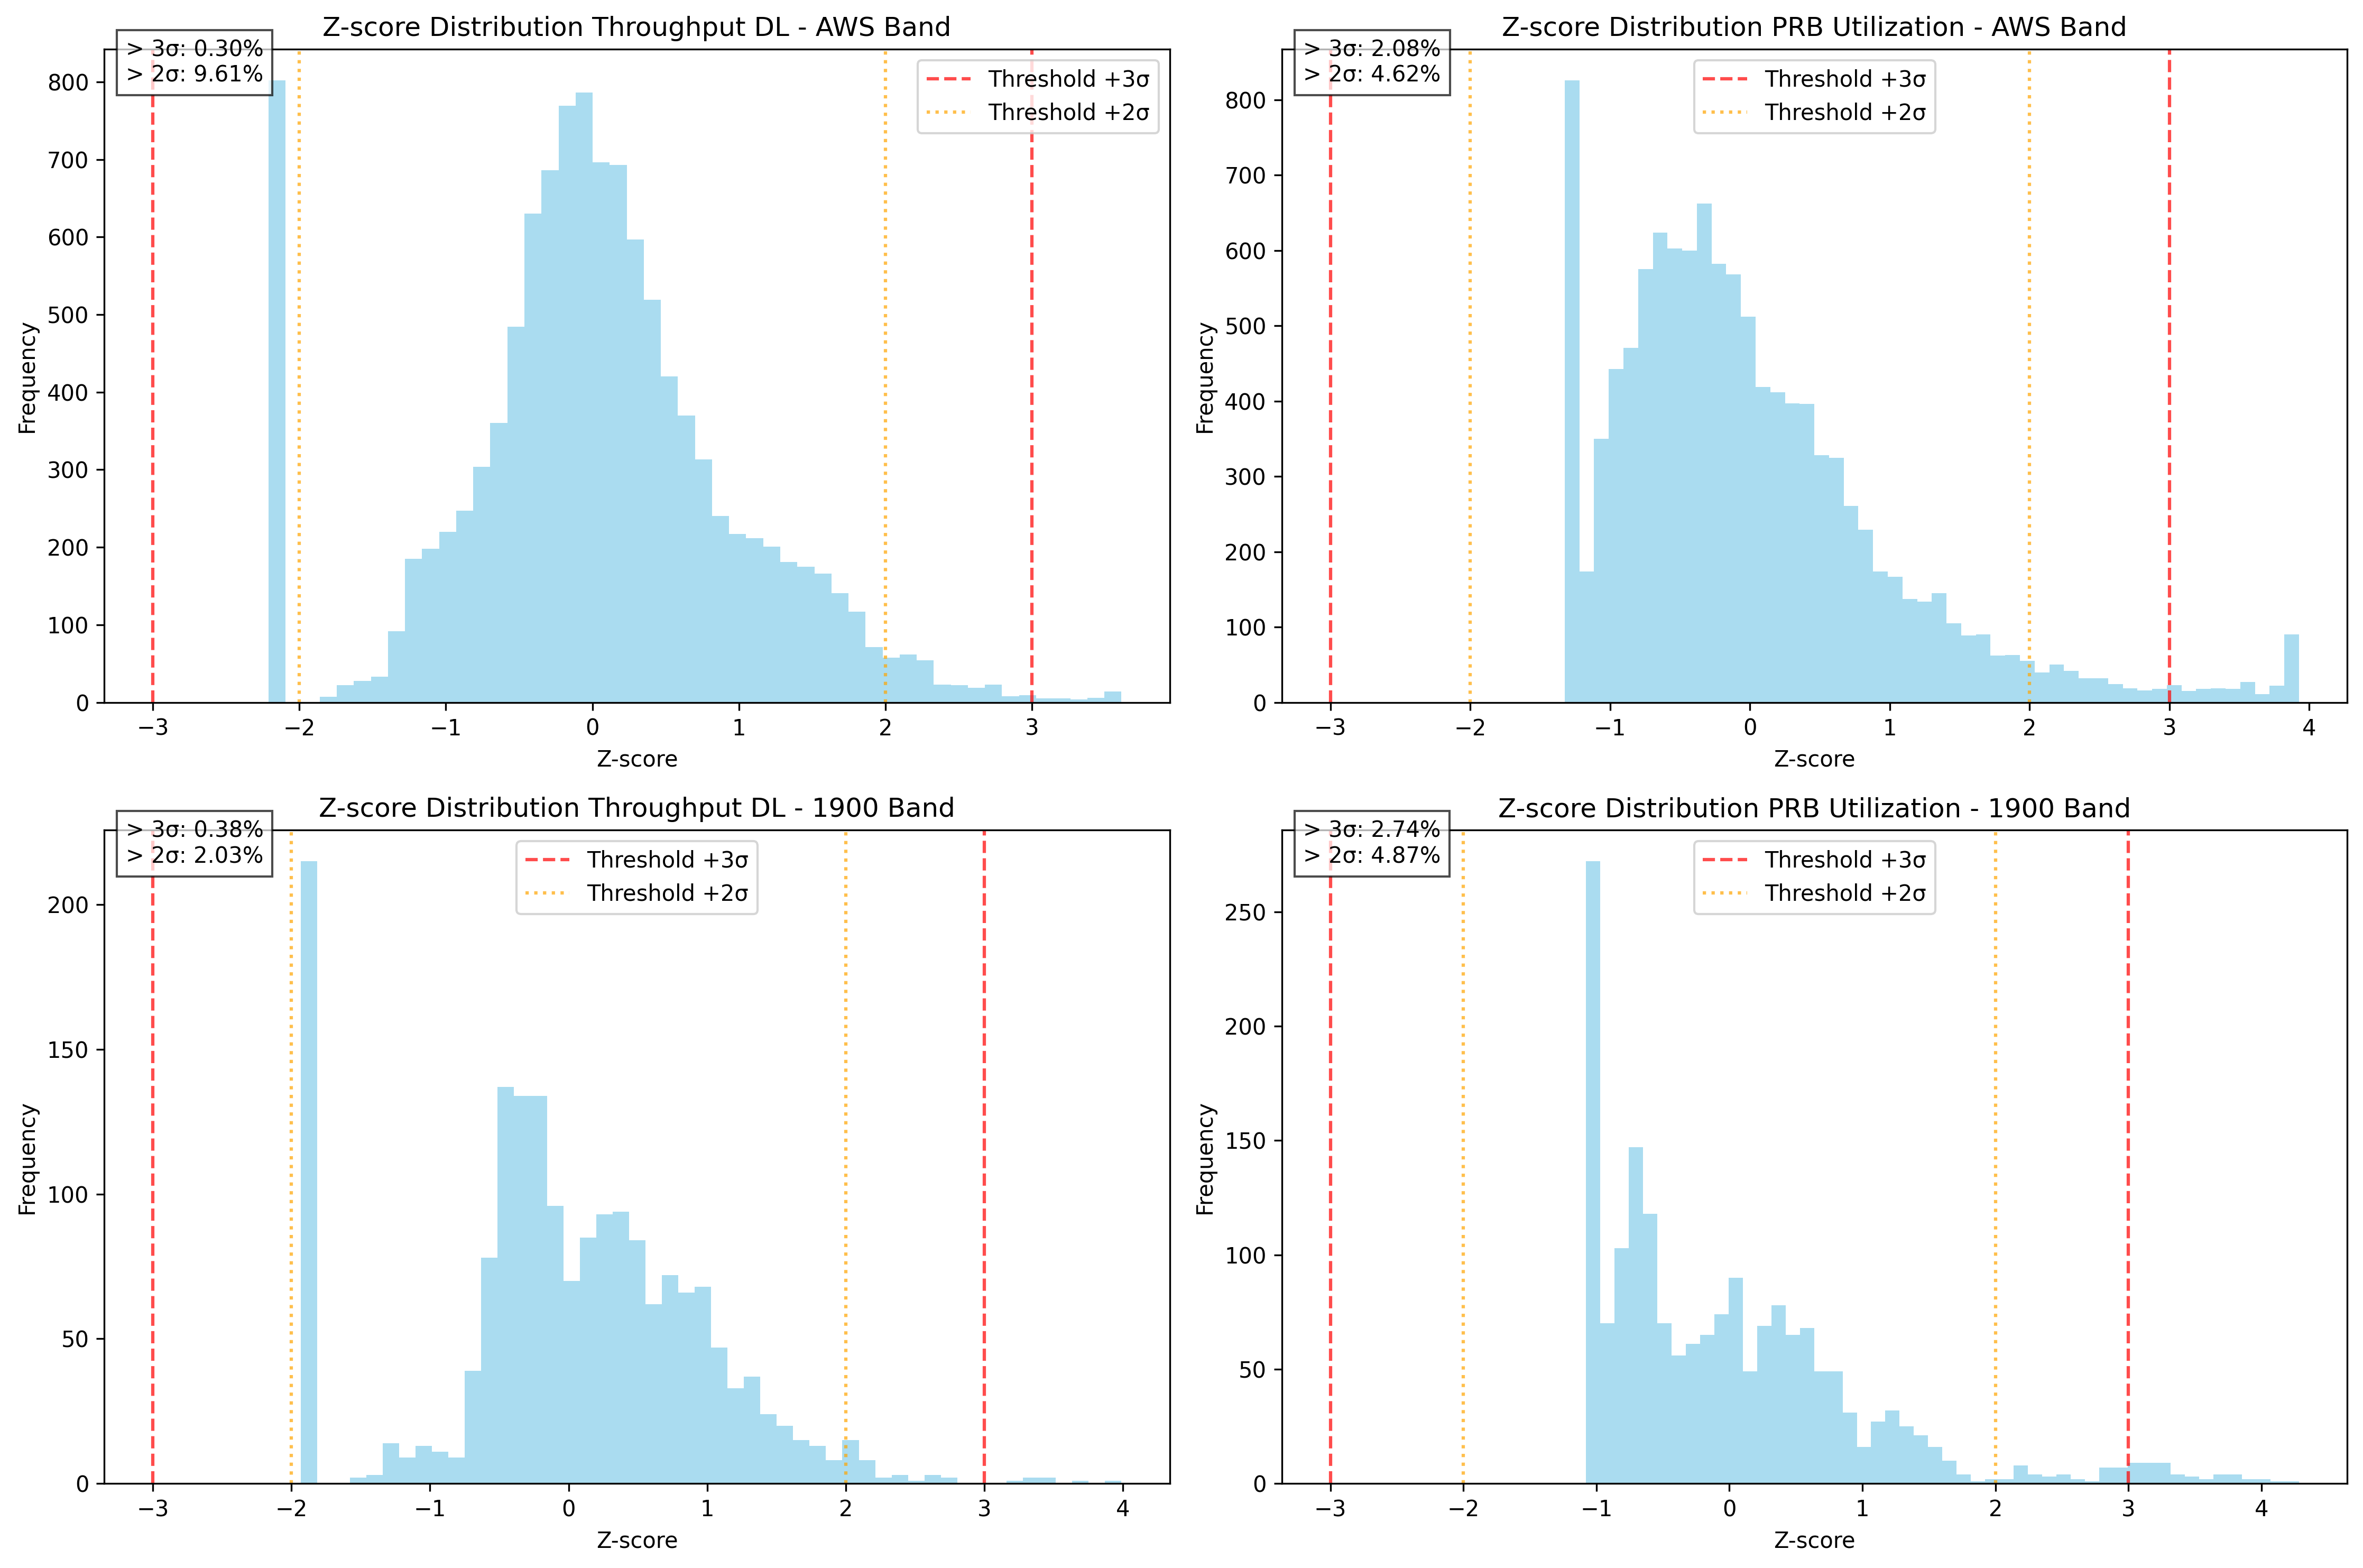 Z-score Distribution Throughput DL - AWS Band
> 3σ: 0.30%
> 2σ: 9.61%
Threshold +3σ
Threshold +2σ
Frequency
0
100
200
300
400
500
600
700
800
−3
−2
−1
0
1
2
3
Z-score
Z-score Distribution PRB Utilization - AWS Band
> 3σ: 2.08%
> 2σ: 4.62%
Threshold +3σ
Threshold +2σ
Frequency
0
100
200
300
400
500
600
700
800
−3
−2
−1
0
1
2
3
4
Z-score
Z-score Distribution Throughput DL - 1900 Band
> 3σ: 0.38%
> 2σ: 2.03%
Threshold +3σ
Threshold +2σ
Frequency
0
50
100
150
200
−3
−2
−1
0
1
2
3
4
Z-score
Z-score Distribution PRB Utilization - 1900 Band
> 3σ: 2.74%
> 2σ: 4.87%
Threshold +3σ
Threshold +2σ
Frequency
0
50
100
150
200
250
−3
−2
−1
0
1
2
3
4
Z-score